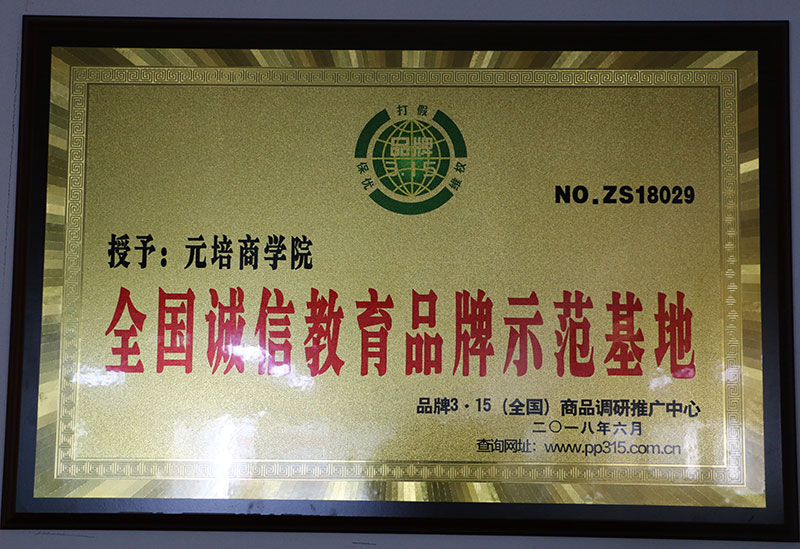 打假
品牌
3.15
保优
维权
NO.ZS18029
授予：元培商学院
全国诚信教育品牌示范基地
品牌3·15（全国）商品调研推广中心
二〇一八年六月
查询网址：www.pp315.com.cn